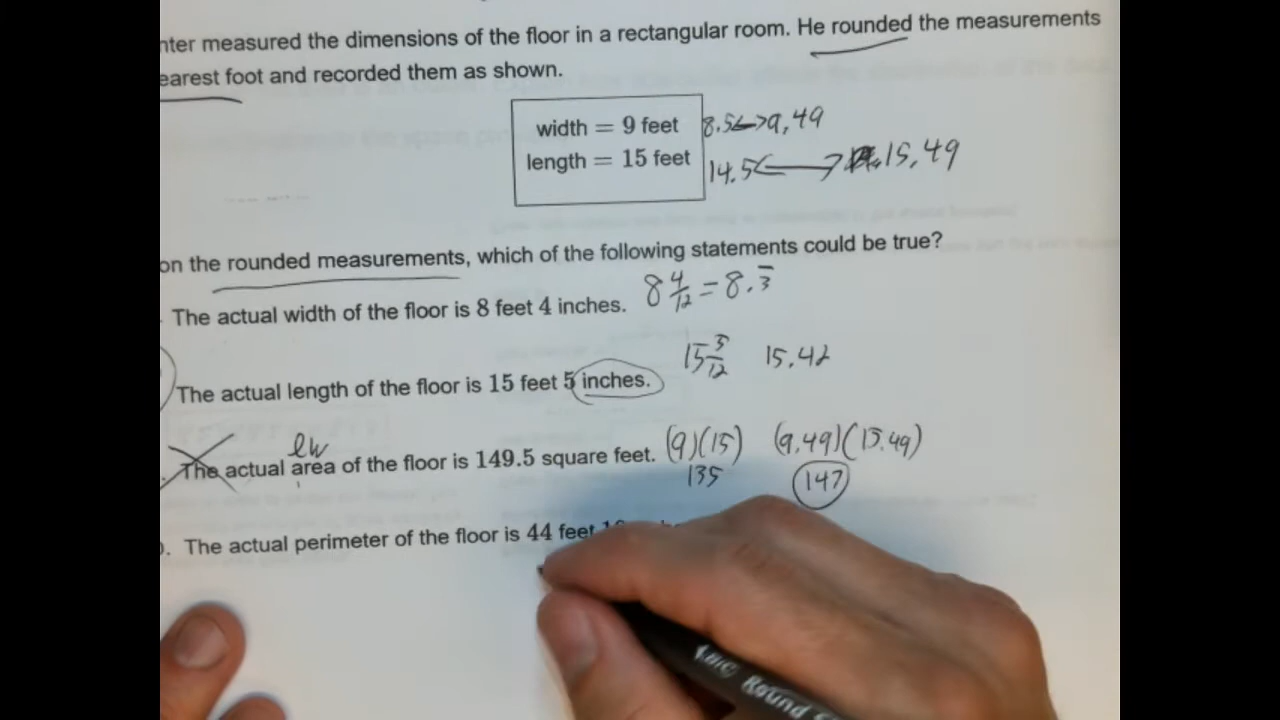 nter measured the dimensions of the floor in a rectangular room. He rounded the measurements
earest foot and recorded them as shown.
width = 9 feet 8.5<->9,49
length = 15 feet 14.5<-> 15,49
on the rounded measurements, which of the following statements could be true?
The actual width of the floor is 8 feet 4 inches. 8 4/12 = 8.3̅
The actual length of the floor is 15 feet 5 inches. 15 5/12 15.42
lw
The actual area of the floor is 149.5 square feet. (9)(15) (9.49)(15.49)
135 147
. The actual perimeter of the floor is 44 feet